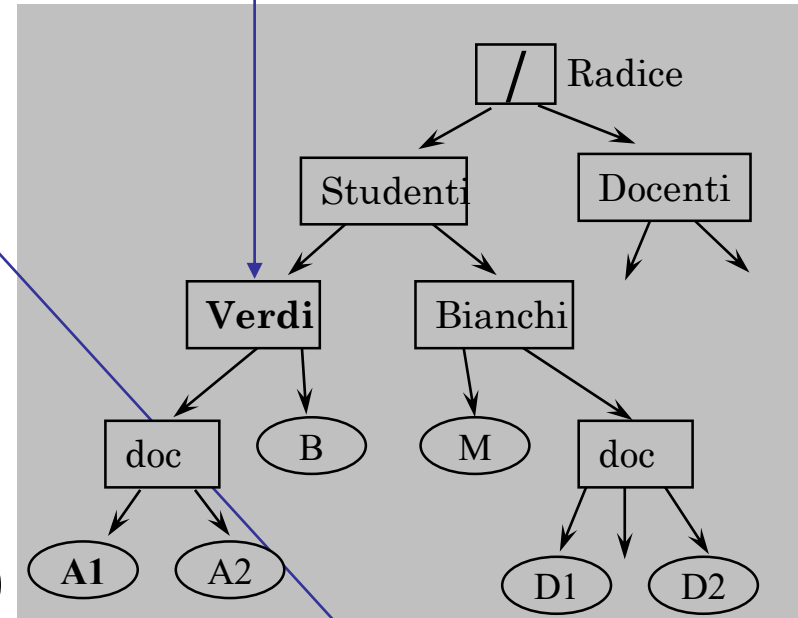 / Radice
Studenti
Docenti
Verdi
Bianchi
doc
B
M
doc
A1
A2
D1
D2